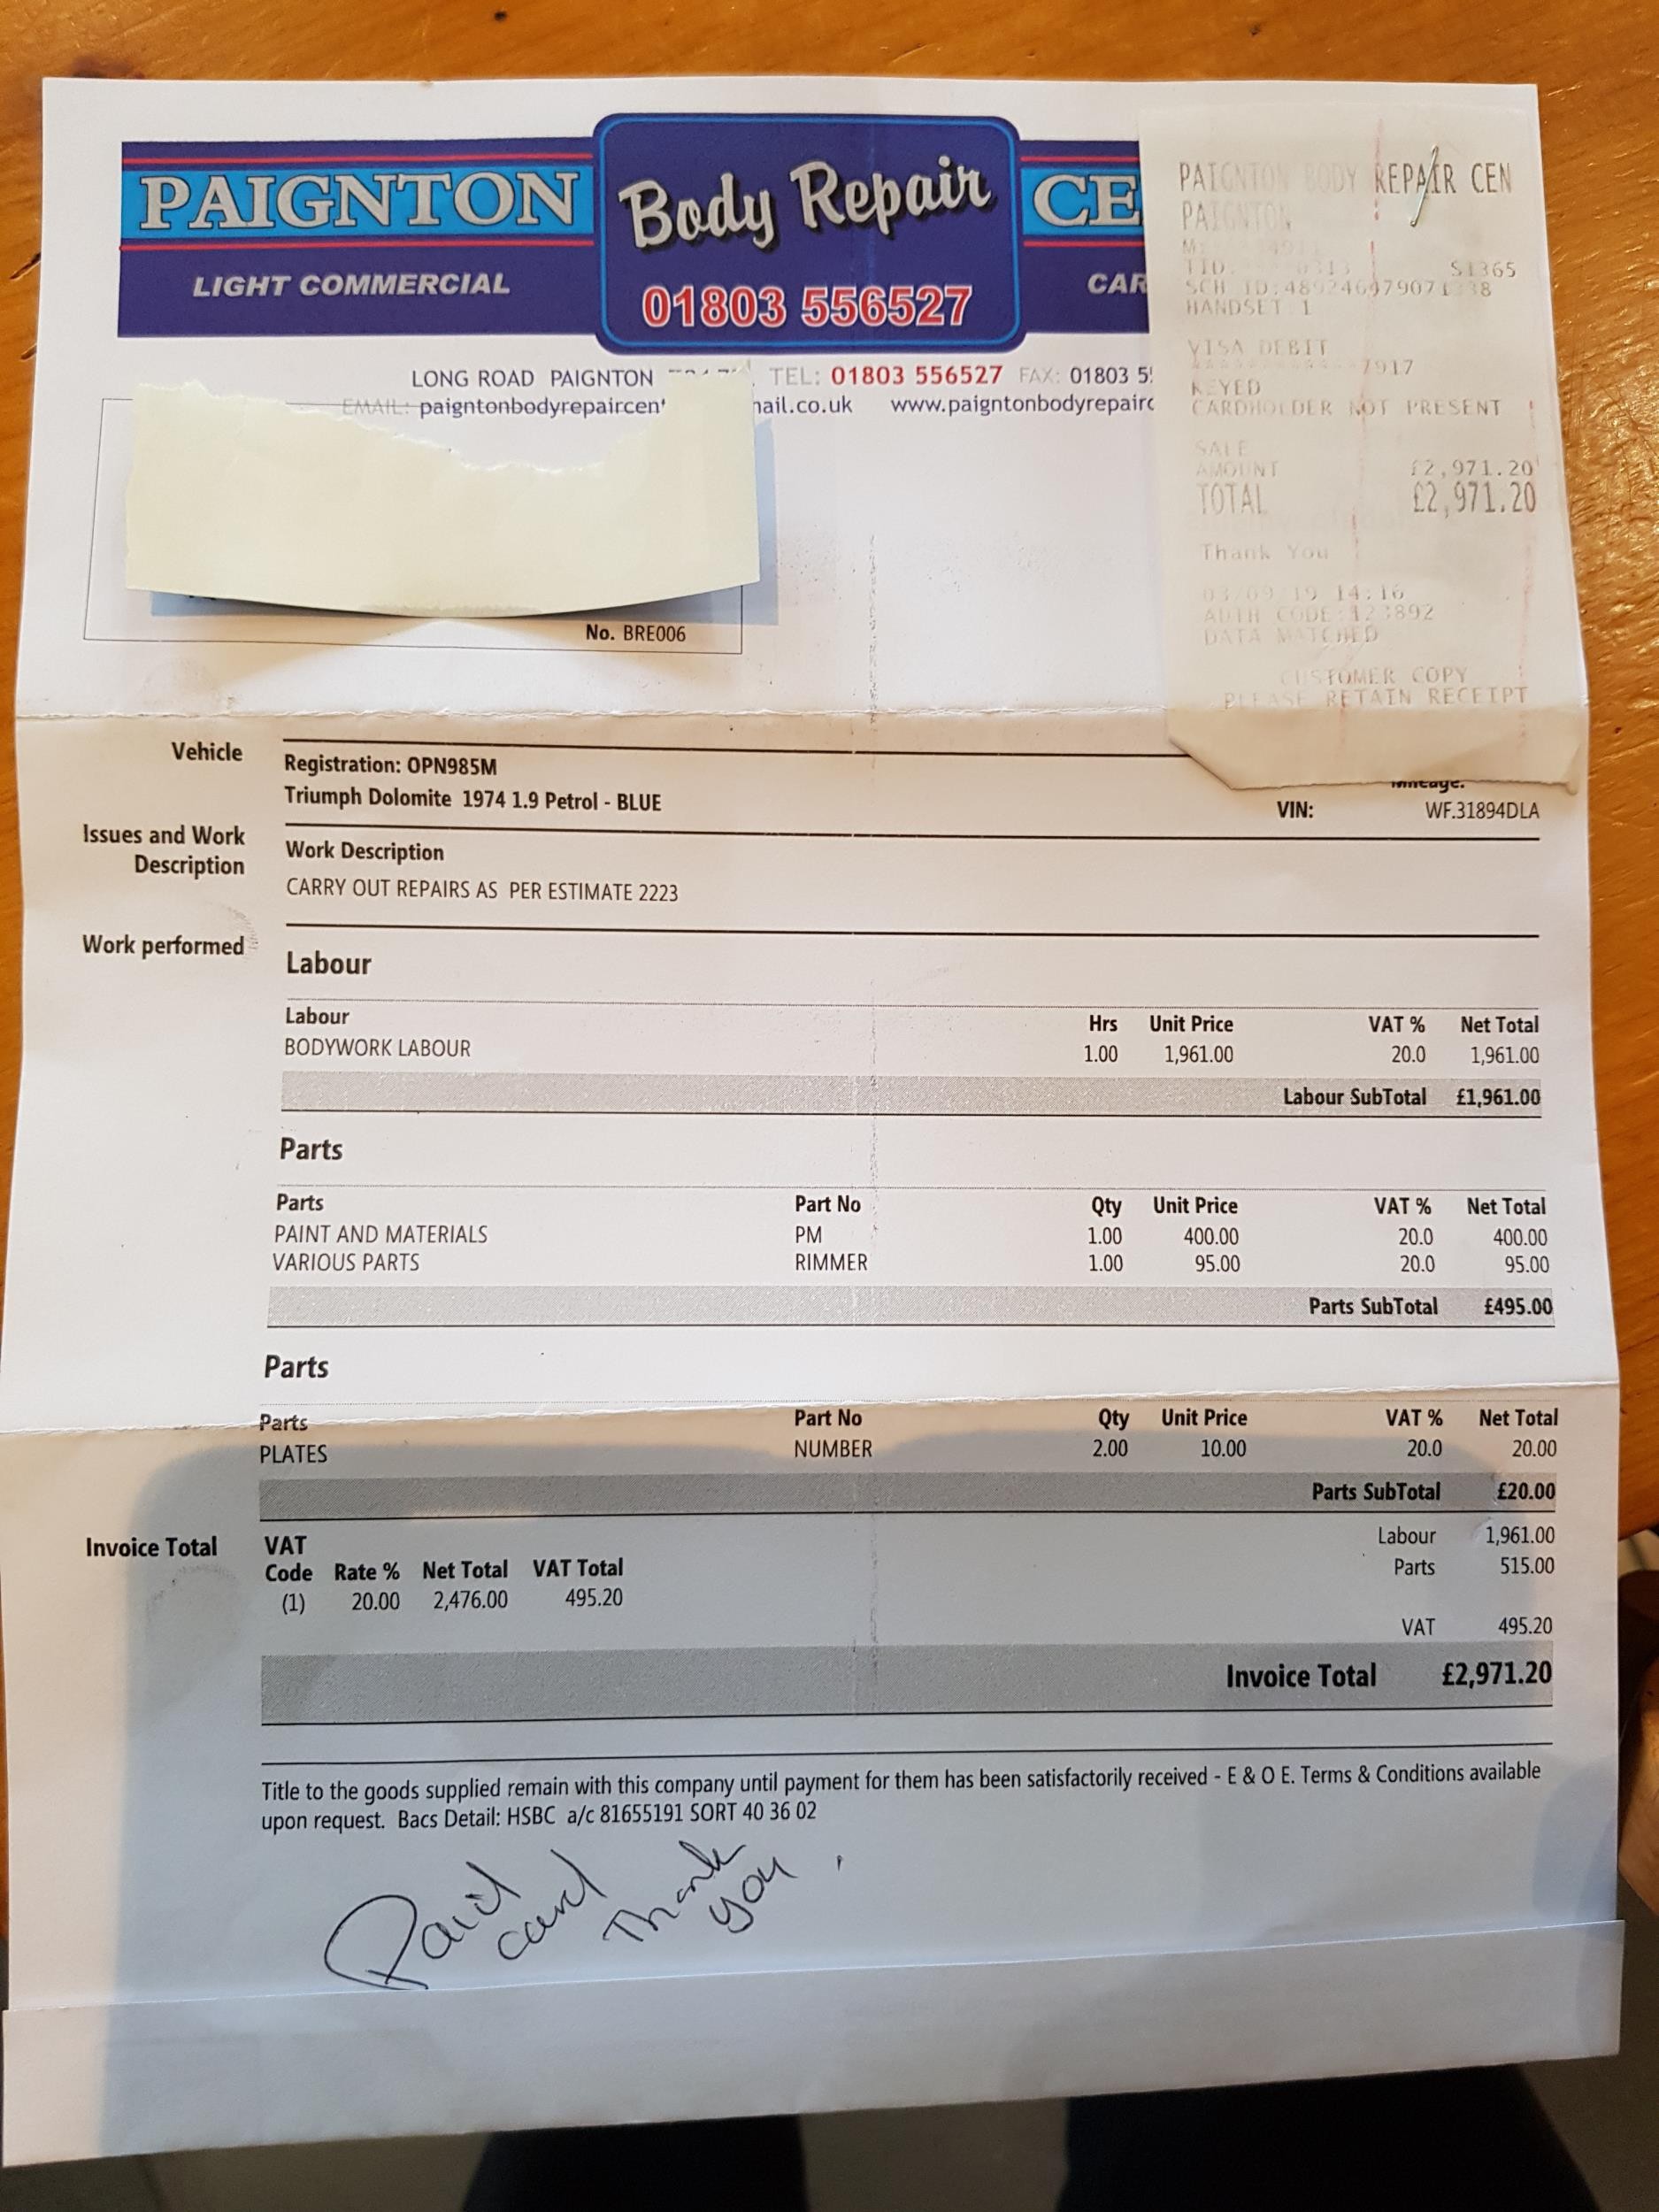 PAIGNTON Body Repair CE
LIGHT COMMERCIAL 01803 556527 CAR
LONG ROAD PAIGNTON TEL: 01803 556527 FAX: 01803 5
EMAIL: paigntonbodyrepaircent hail.co.uk www.paigntonbodyrepairc
No. BRE006
PAIGNTON BODY REPAIR CEN
PAIGNTON
TID S1365
SCH ID:
HANDSET 1
VISA DEBIT
************7917
KEYED
CARDHOLDER NOT PRESENT
SALE
AMOUNT £2,971.20
TOTAL £2,971.20
Thank You
03/09/19 14:16
AUTH CODE:123892
DATA MATCHED
CUSTOMER COPY
PLEASE RETAIN RECEIPT
Vehicle Registration: OPN985M Mileage:
Triumph Dolomite 1974 1.9 Petrol - BLUE VIN: WF.31894DLA
Issues and Work Description Work Description
CARRY OUT REPAIRS AS PER ESTIMATE 2223
Work performed Labour
Labour Hrs Unit Price VAT % Net Total
BODYWORK LABOUR 1.00 1,961.00 20.0 1,961.00
Labour SubTotal £1,961.00
Parts
Parts Part No Qty Unit Price VAT % Net Total
PAINT AND MATERIALS PM 1.00 400.00 20.0 400.00
VARIOUS PARTS RIMMER 1.00 95.00 20.0 95.00
Parts SubTotal £495.00
Parts
Parts Part No Qty Unit Price VAT % Net Total
PLATES NUMBER 2.00 10.00 20.0 20.00
Parts SubTotal £20.00
Invoice Total VAT Labour 1,961.00
Code Rate % Net Total VAT Total Parts 515.00
(1) 20.00 2,476.00 495.20
VAT 495.20
Invoice Total £2,971.20
Title to the goods supplied remain with this company until payment for them has been satisfactorily received - E & O E. Terms & Conditions available
upon request. Bacs Detail: HSBC a/c 81655191 SORT 40 36 02
Paid
card
Thank
you.